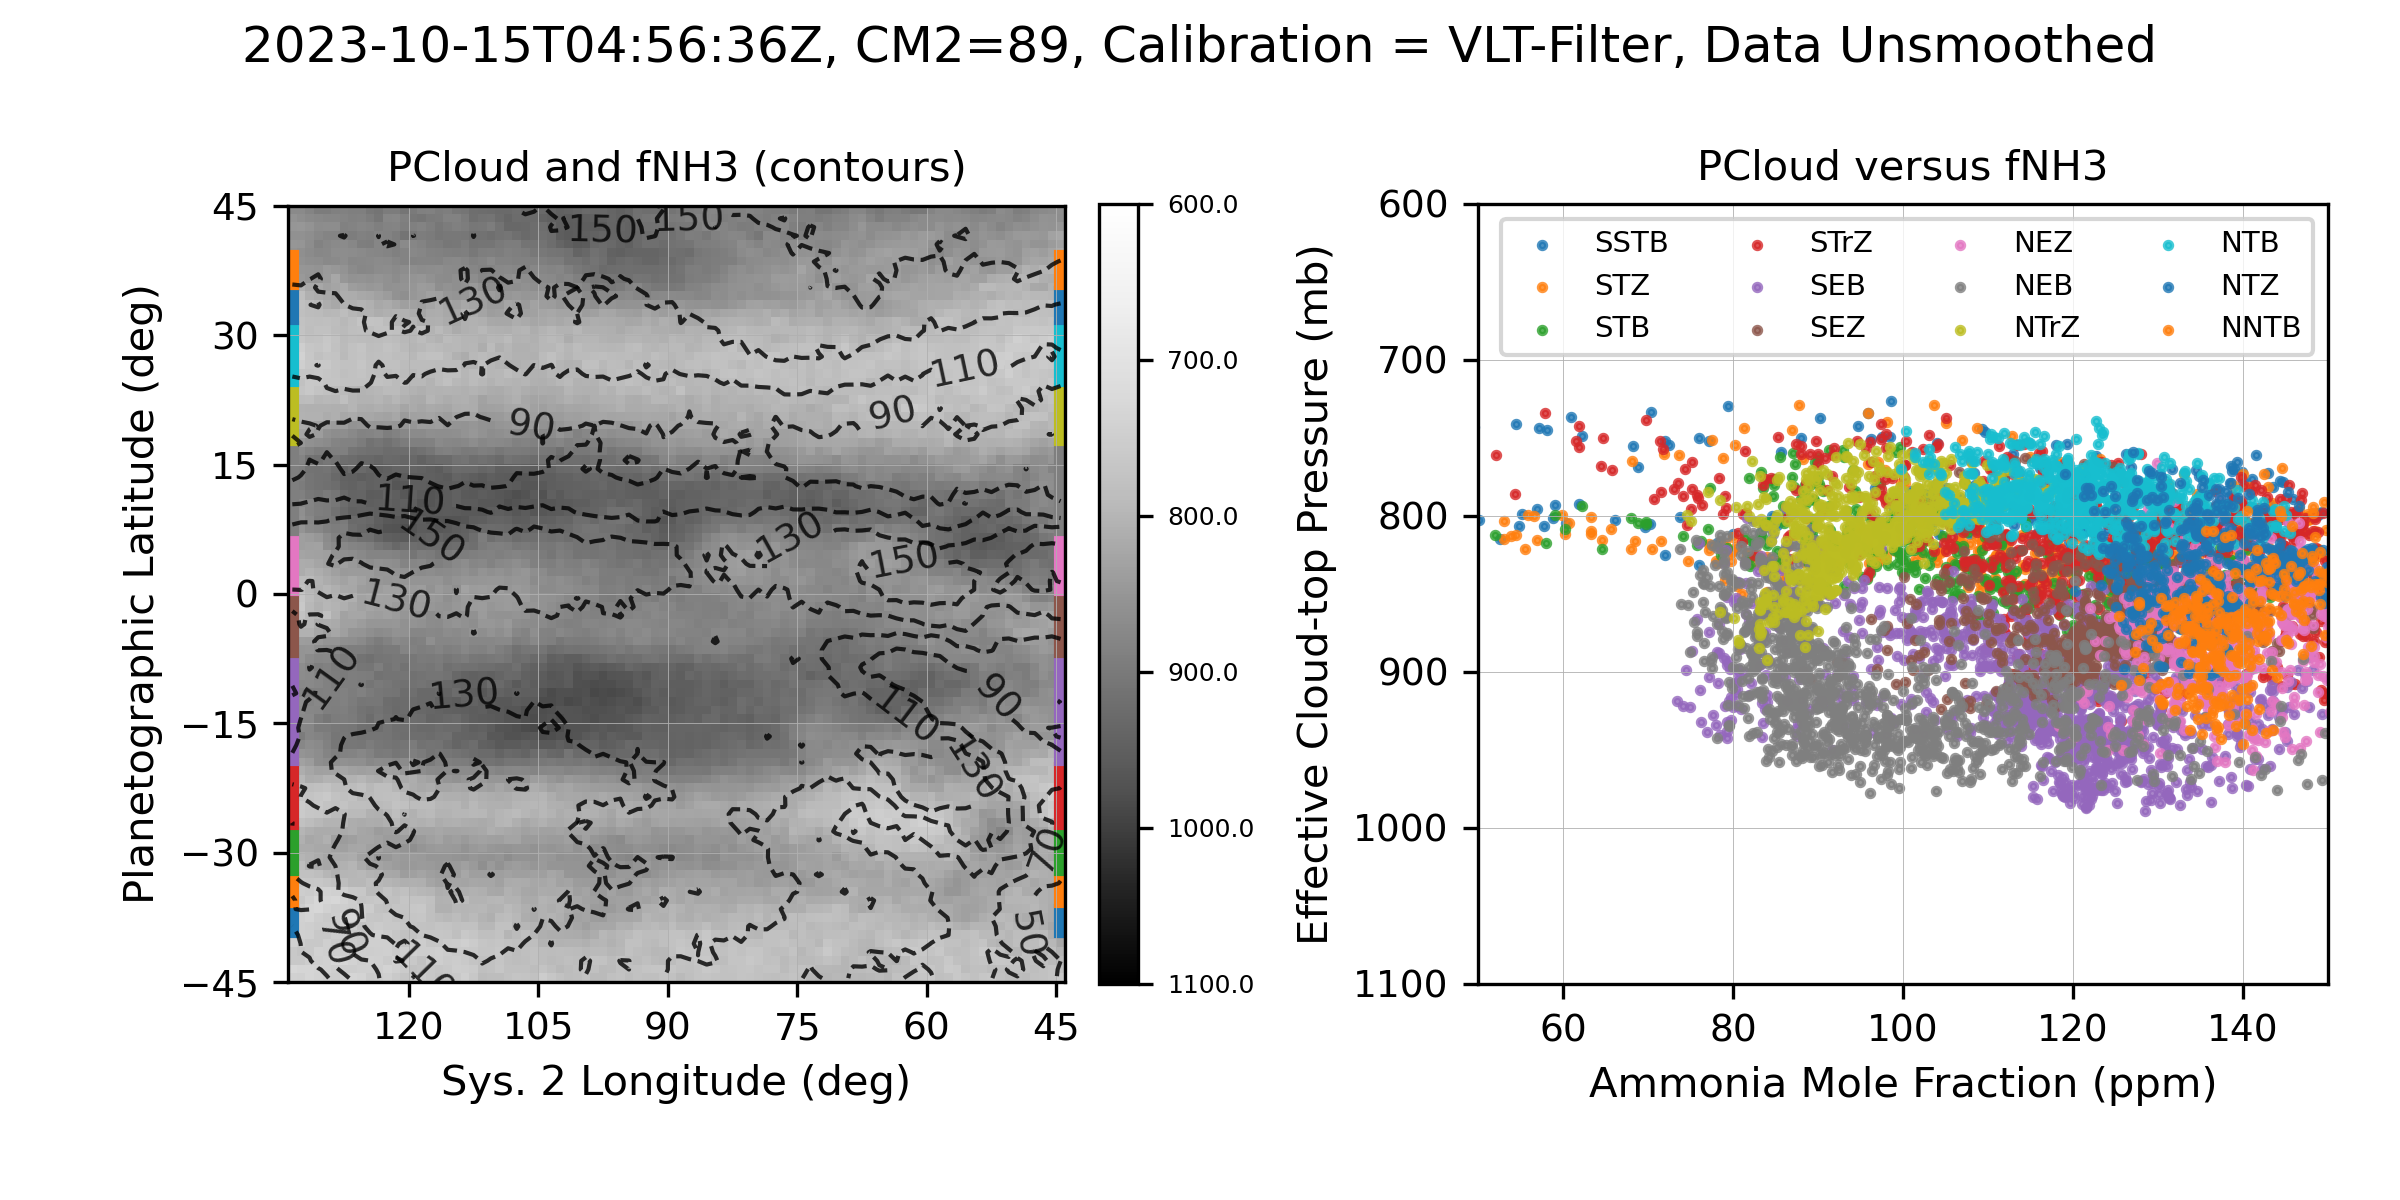 2023-10-15T04:56:36Z, CM2=89, Calibration = VLT-Filter, Data Unsmoothed
PCloud and fNH3 (contours)
45
30
15
0
−15
−30
−45
Planetographic Latitude (deg)
150
150
130
110
90
90
110
150
130
150
130
110
130
90
110
130
70
50
90
70
110
120
105
90
75
60
45
Sys. 2 Longitude (deg)
600.0
700.0
800.0
900.0
1000.0
1100.0
PCloud versus fNH3
600
700
800
900
1000
1100
Effective Cloud-top Pressure (mb)
SSTB
STZ
STB
STrZ
SEB
SEZ
NEZ
NEB
NTrZ
NTB
NTZ
NNTB
60
80
100
120
140
Ammonia Mole Fraction (ppm)